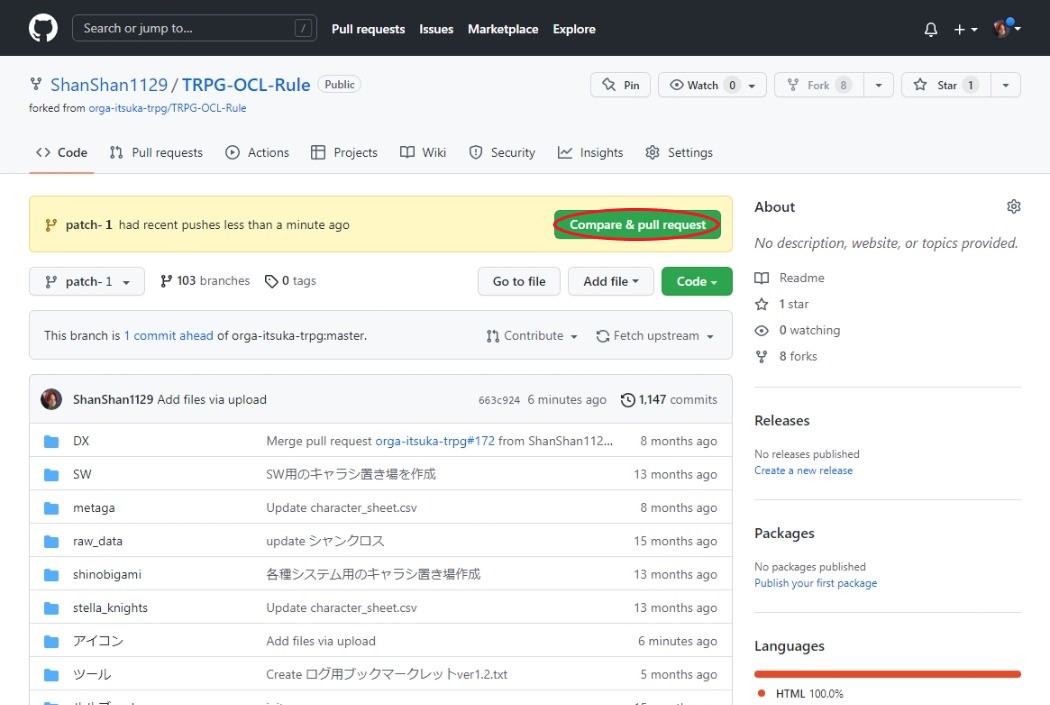 Search or jump to... /
Pull requests Issues Marketplace Explore
ShanShan1129 / TRPG-OCL-Rule Public
Pin Watch 0 Fork 8 Star 1
forked from orga-itsuka-trpg/TRPG-OCL-Rule
Code Pull requests Actions Projects Wiki Security Insights Settings
patch- 1 had recent pushes less than a minute ago Compare & pull request
patch- 1 103 branches 0 tags Go to file Add file Code
This branch is 1 commit ahead of orga-itsuka-trpg:master. Contribute Fetch upstream
ShanShan1129 Add files via upload 663c924 6 minutes ago 1,147 commits
DX Merge pull request orga-itsuka-trpg#172 from ShanShan112... 8 months ago
SW SW用のキャラシ置き場を作成 13 months ago
metaga Update character_sheet.csv 8 months ago
raw_data update シャンクロス 15 months ago
shinobigami 各種システム用のキャラシ置き場作成 13 months ago
stella_knights Update character_sheet.csv 13 months ago
アイコン Add files via upload 6 minutes ago
ツール Create ログ用ブックマークレットver1.2.txt 5 months ago
About
No description, website, or topics provided.
Readme
1 star
0 watching
8 forks
Releases
No releases published
Create a new release
Packages
No packages published
Publish your first package
Languages
HTML 100.0%